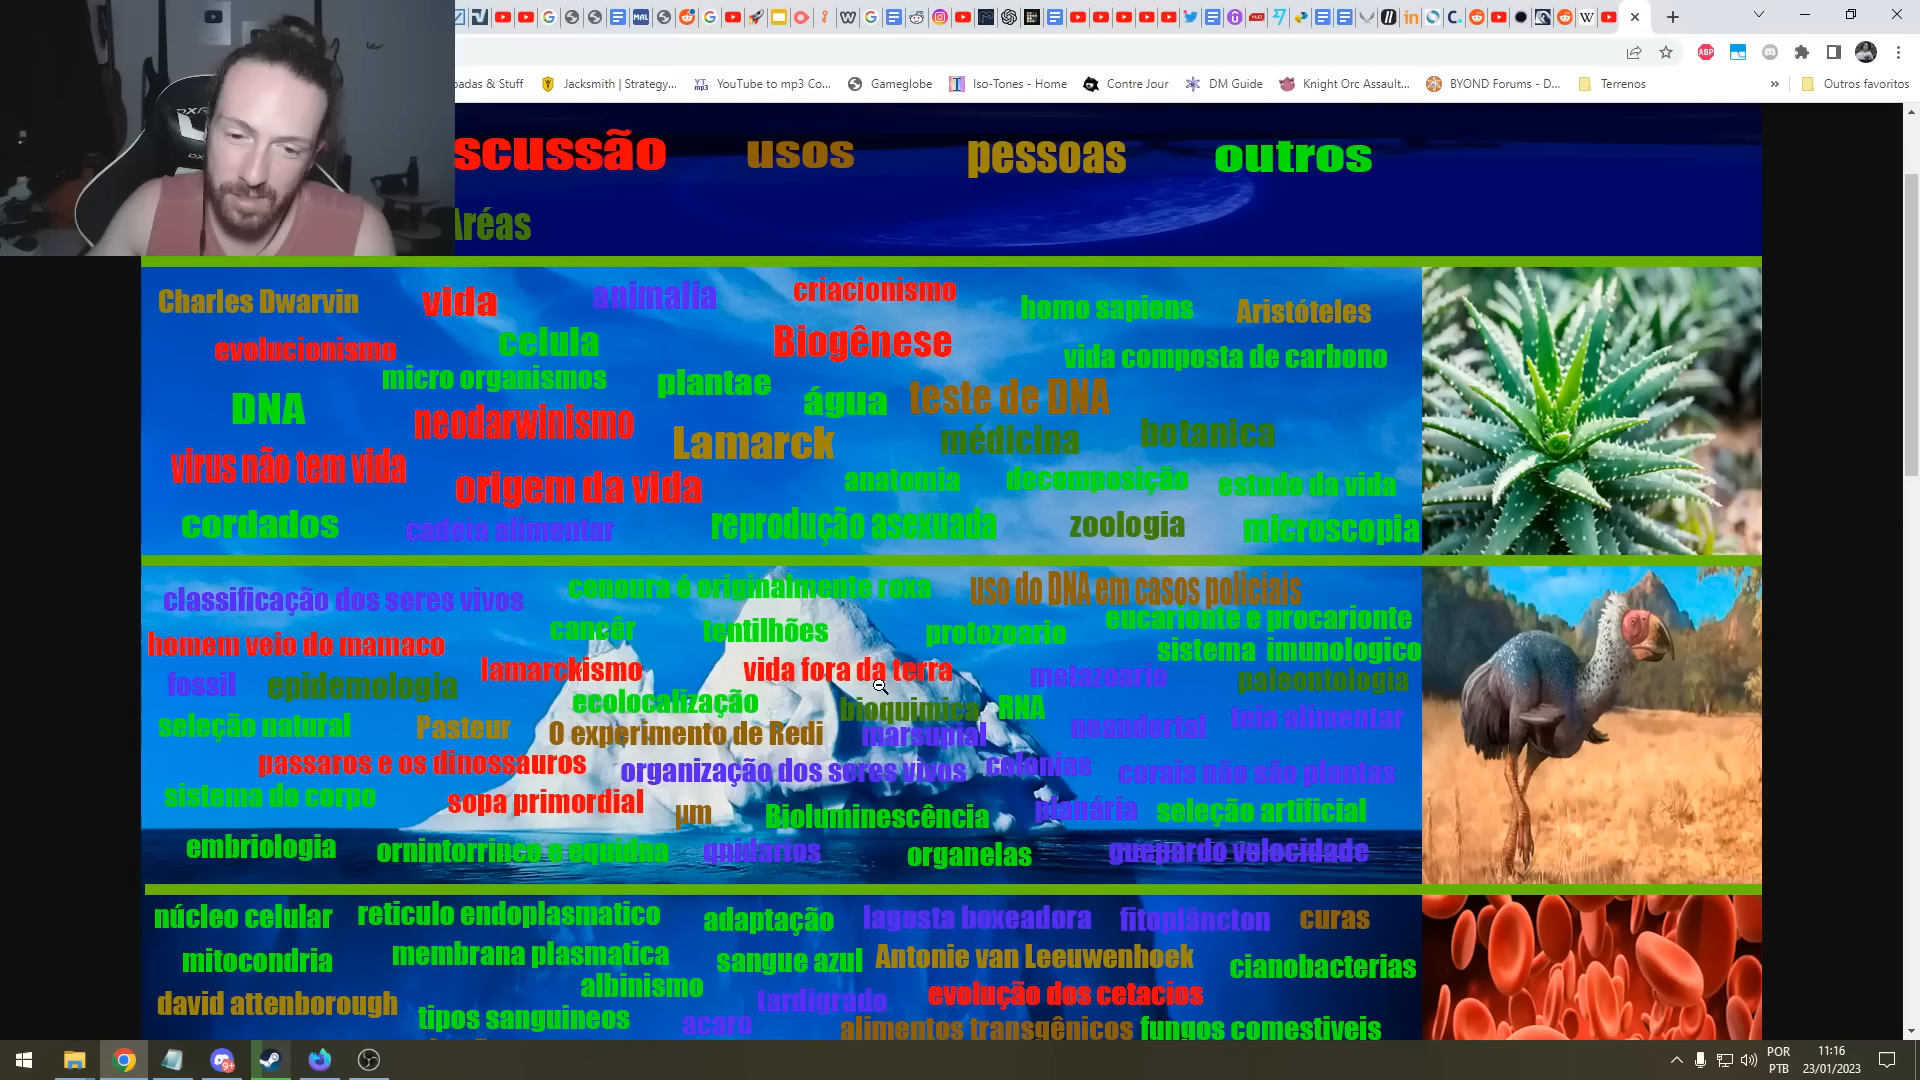 badas & Stuff Jacksmith | Strategy... YouTube to mp3 Co... Gameglobe Iso-Tones - Home Contre Jour DM Guide Knight Orc Assault... BYOND Forums - D... Terrenos » Outros favoritos
scussão usos pessoas outros
Aréas
Charles Dwarvin vida animalia criacionismo homo sapiens Aristóteles
evolucionismo celula Biogênese vida composta de carbono
micro organismos plantae água teste de DNA
DNA neodarwinismo Lamarck médicina botanica
virus não tem vida origem da vida anatomia decomposição estudo da vida
cordados cadeia alimentar reprodução asexuada zoologia microscopia
classificação dos seres vivos cenoura é originalmente roxa uso do DNA em casos policiais
homem veio do mamaco cancêr tentilhões protozoario eucarionte e procarionte
sistema imunologico
fossil epidemologia lamarckismo vida fora da terra metazoario paleontologia
ecolocalização bioquimica RNA
seleção natural Pasteur O experimento de Redi marsupial neandertal teia alimentar
passaros e os dinossauros organização dos seres vivos colonias corais não são plantas
sistema do corpo sopa primordial µm Bioluminescência planária seleção artificial
embriologia ornintorrinco e equidna qnidarios organelas guepardo velocidade
núcleo celular reticulo endoplasmatico adaptação lagosta boxeadora fitoplâncton curas
mitocondria membrana plasmatica sangue azul Antonie van Leeuwenhoek cianobacterias
david attenborough albinismo tardigrado evolução dos cetacios
tipos sanguineos acaro alimentos transgênicos fungos comestiveis
POR 11:16
PTB 23/01/2023